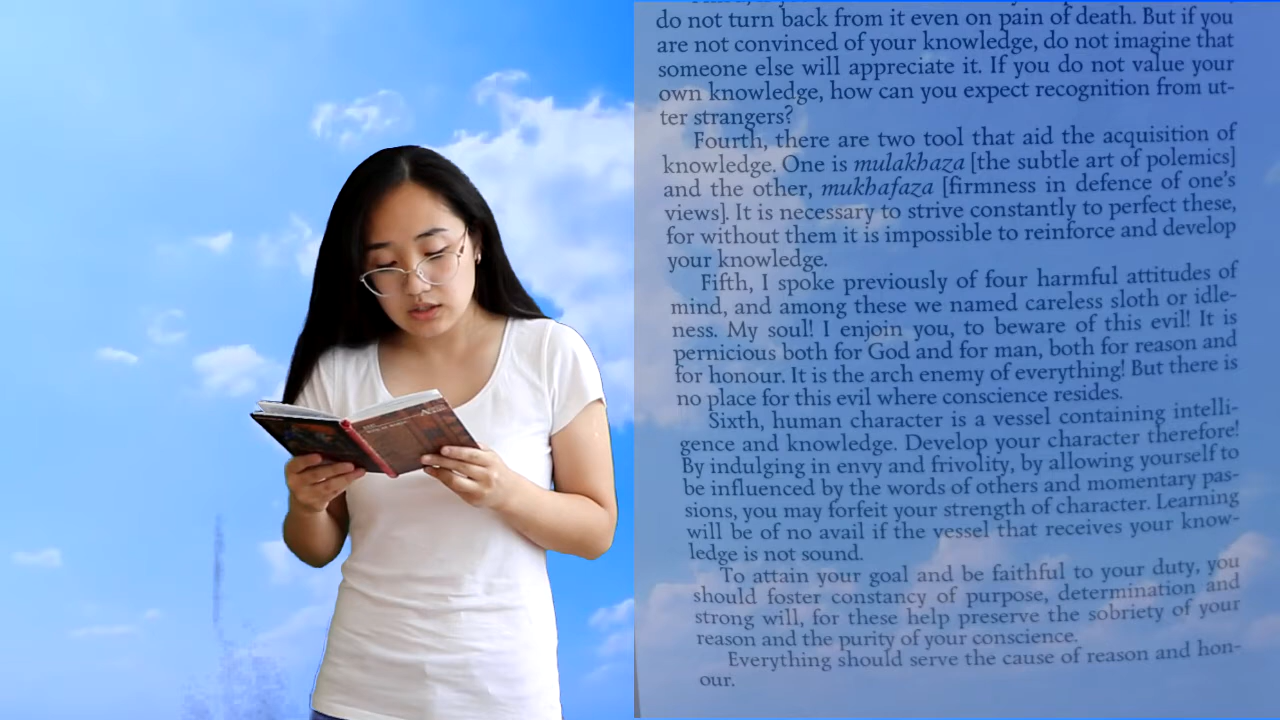 do not turn back from it even on pain of death. But if you
are not convinced of your knowledge, do not imagine that
someone else will appreciate it. If you do not value your
own knowledge, how can you expect recognition from ut-
ter strangers?
Fourth, there are two tool that aid the acquisition of
knowledge. One is mulakhaza [the subtle art of polemics]
and the other, mukhafaza [firmness in defence of one's
views]. It is necessary to strive constantly to perfect these,
for without them it is impossible to reinforce and develop
your knowledge.
Fifth, I spoke previously of four harmful attitudes of
mind, and among these we named careless sloth or idle-
ness. My soul! I enjoin you, to beware of this evil! It is
pernicious both for God and for man, both for reason and
for honour. It is the arch enemy of everything! But there is
no place for this evil where conscience resides.
Sixth, human character is a vessel containing intelli-
gence and knowledge. Develop your character therefore!
By indulging in envy and frivolity, by allowing yourself to
be influenced by the words of others and momentary pas-
sions, you may forfeit your strength of character. Learning
will be of no avail if the vessel that receives your know-
ledge is not sound.
To attain your goal and be faithful to your duty, you
should foster constancy of purpose, determination and
strong will, for these help preserve the sobriety of your
reason and the purity of your conscience.
Everything should serve the cause of reason and hon-
our.